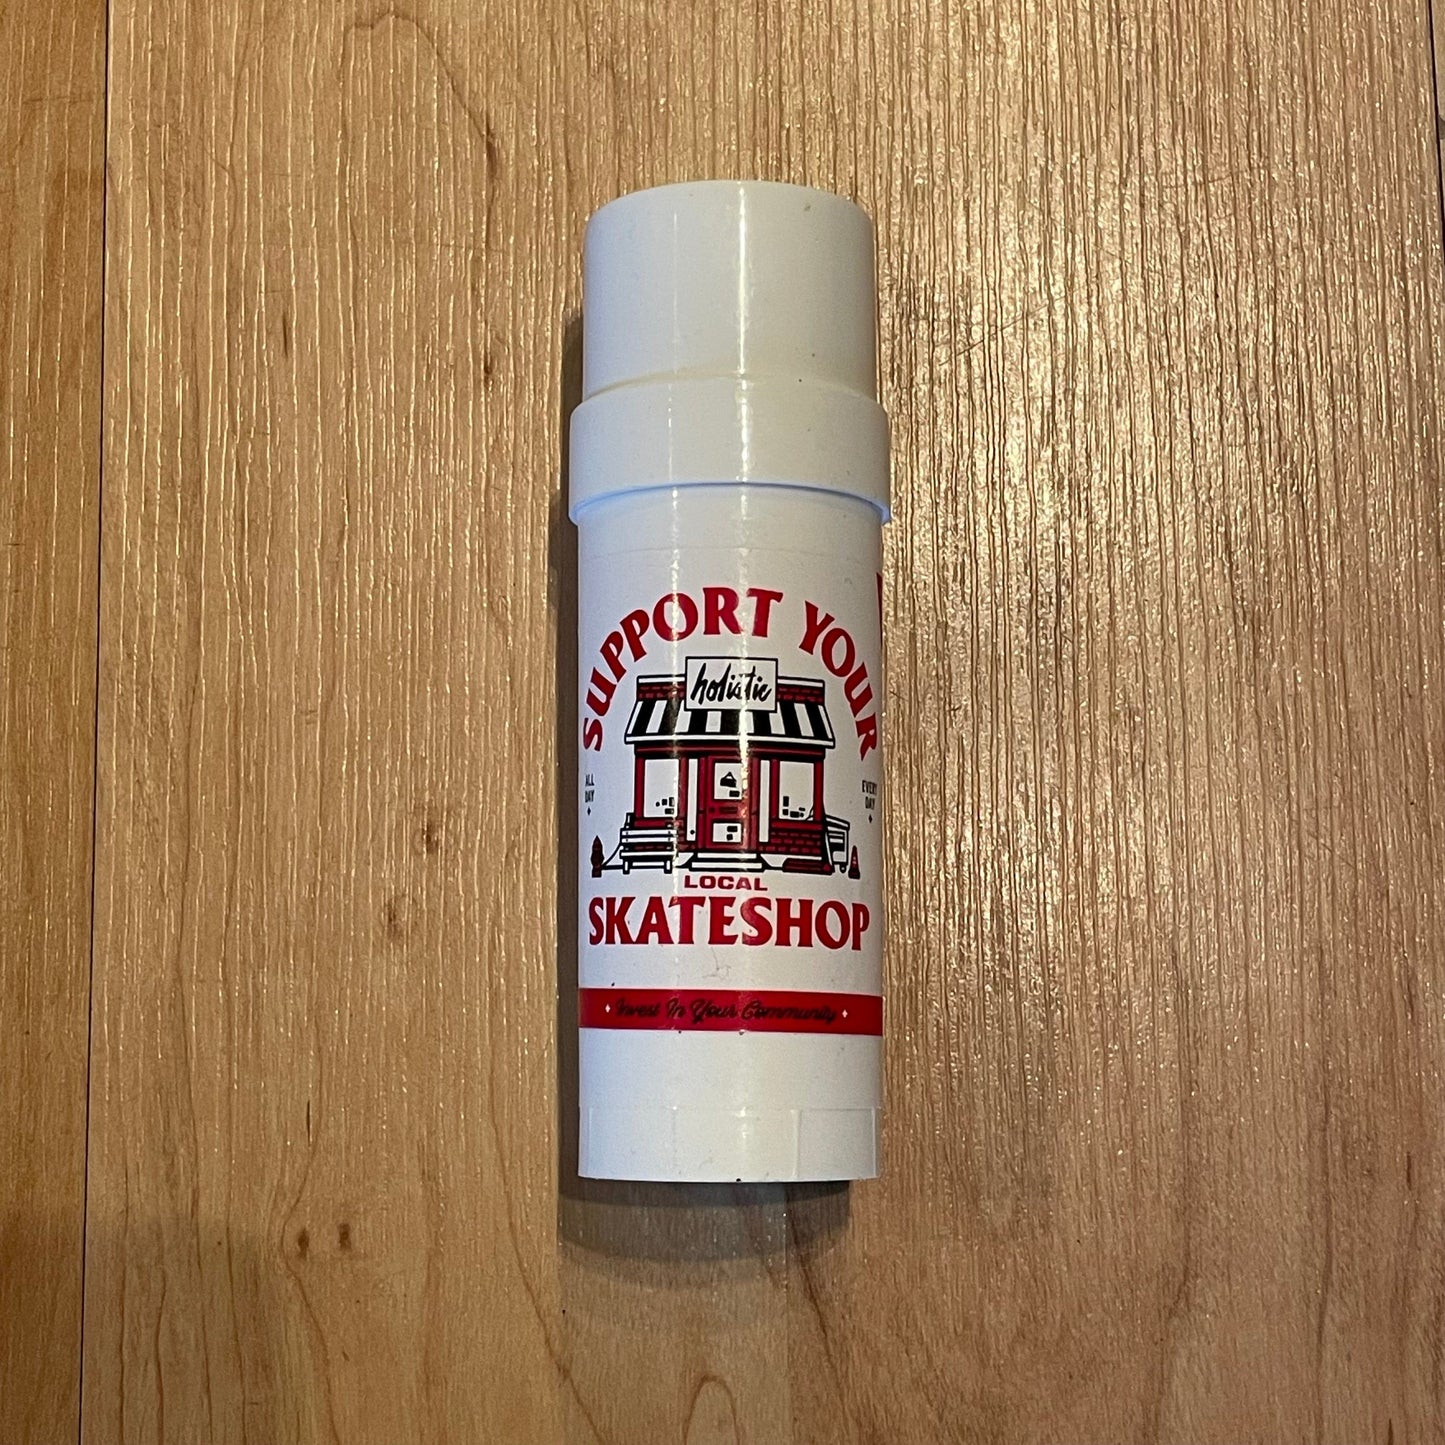 SUPPORT YOUR
holistic
ALL
DAY
EVERY
DAY
LOCAL
SKATESHOP
Invest In Your Community